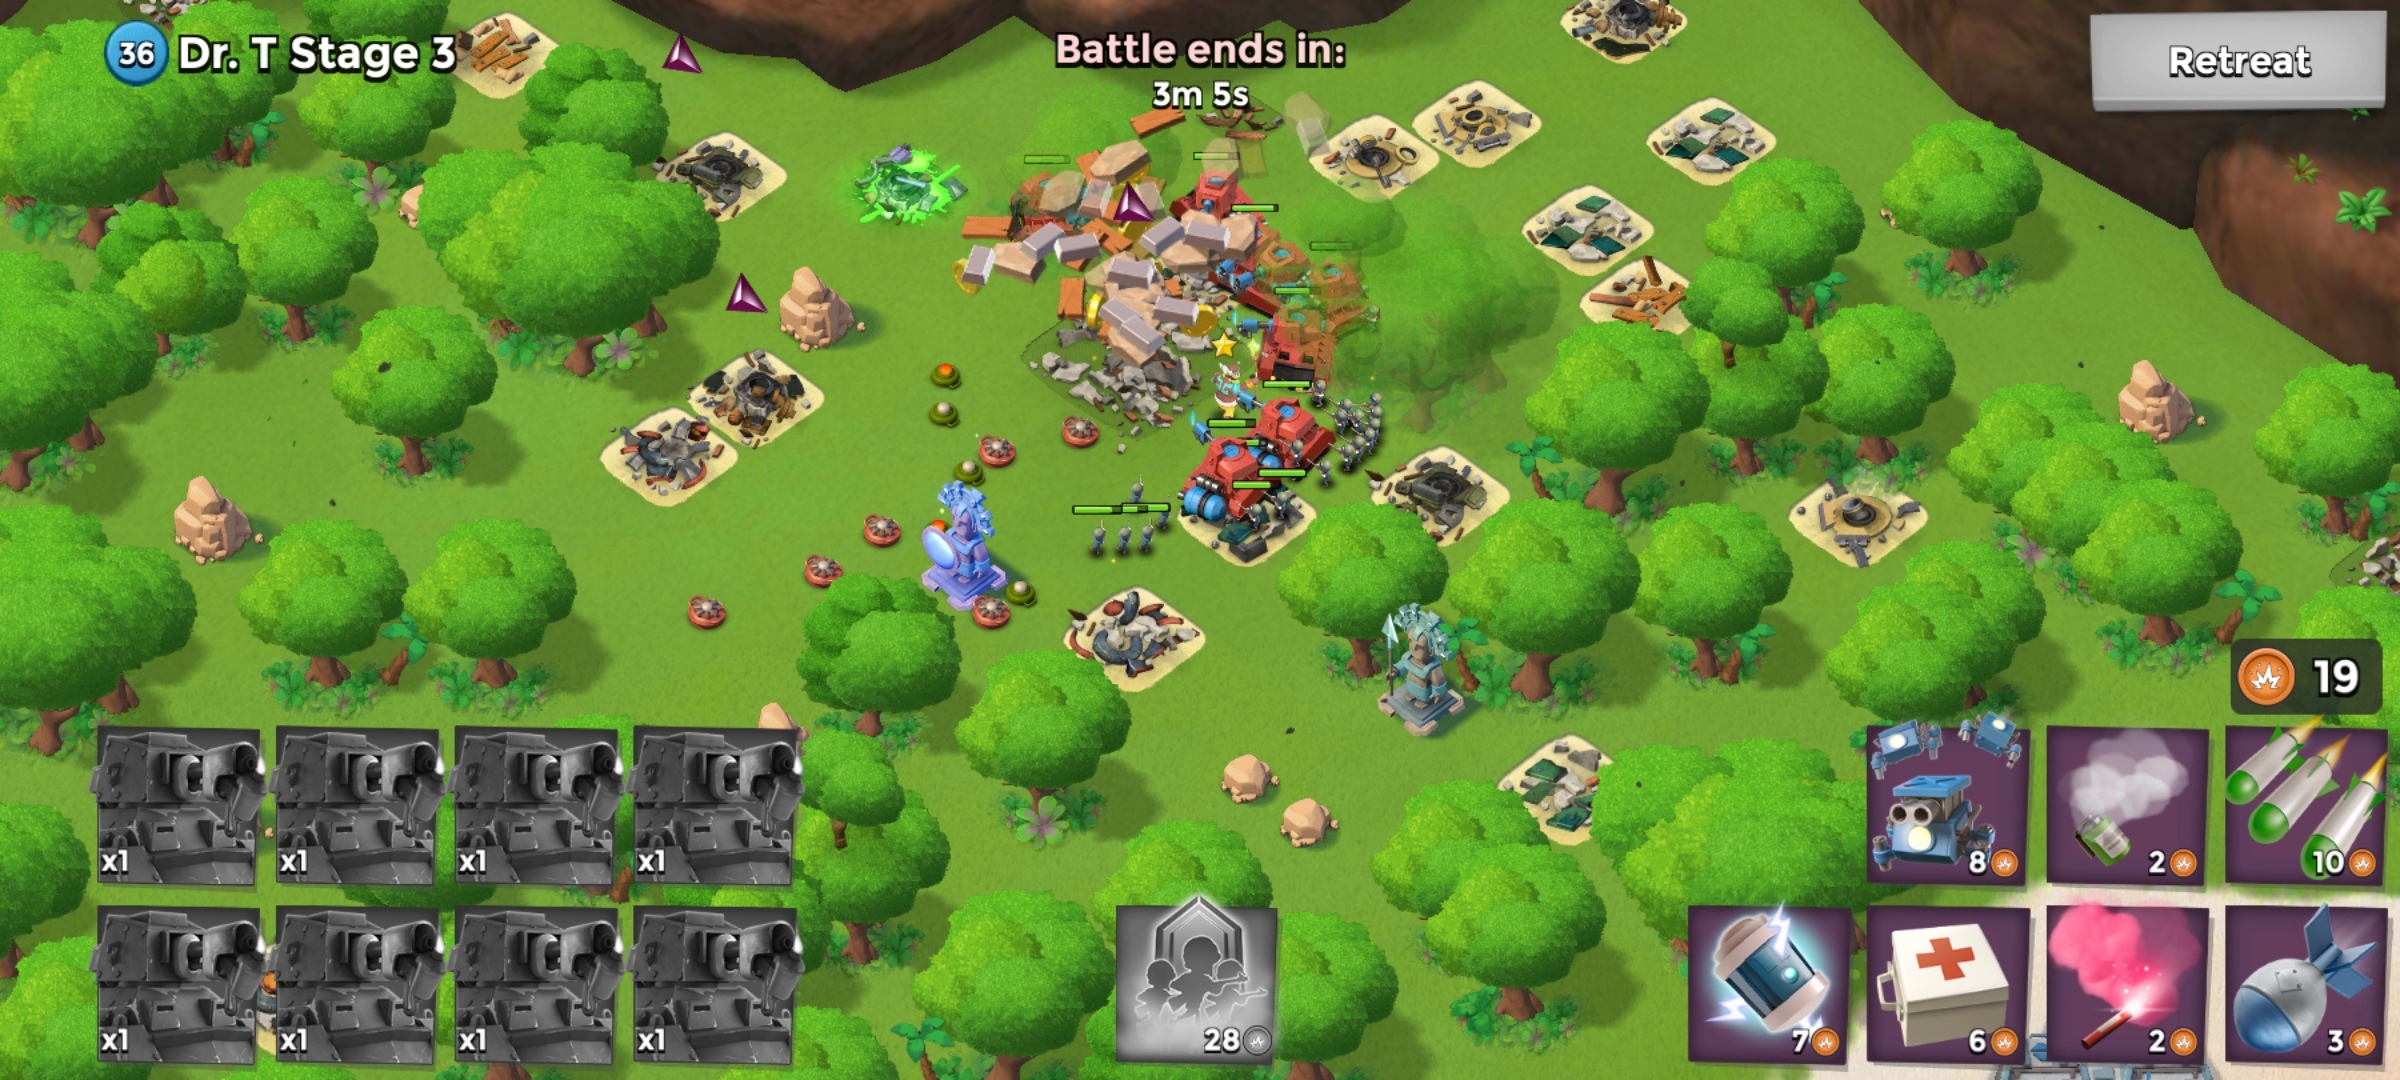 36 Dr. T Stage 3
Battle ends in:
3m 5s
Retreat
19
x1 x1 x1 x1
8 2 10
x1 x1 x1 x1
28
7 6 2 3